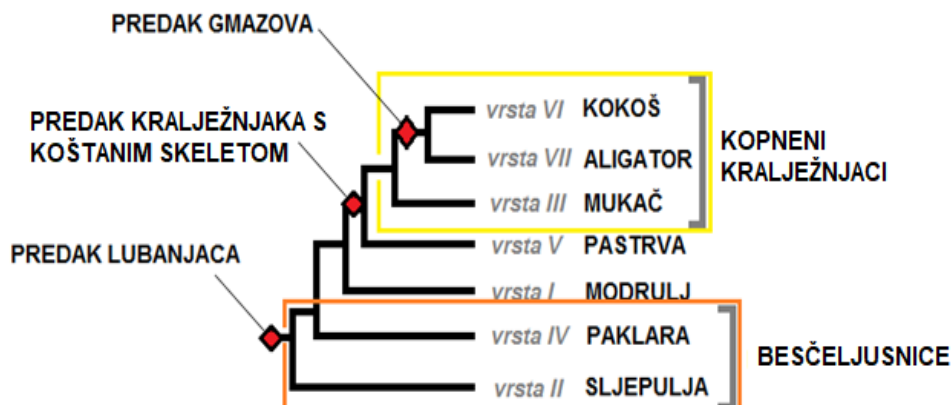 PREDAK GMAZOVA
PREDAK KRALJEŽNJAKA S
KOŠTANIM SKELETOM
PREDAK LUBANJACA
vrsta VI KOKOŠ
vrsta VII ALIGATOR
vrsta III MUKAČ
vrsta V PASTRVA
vrsta I MODRULJ
vrsta IV PAKLARA
vrsta II SLJEPULJA
KOPNENI
KRALJEŽNJACI
BESČELJUSNICE